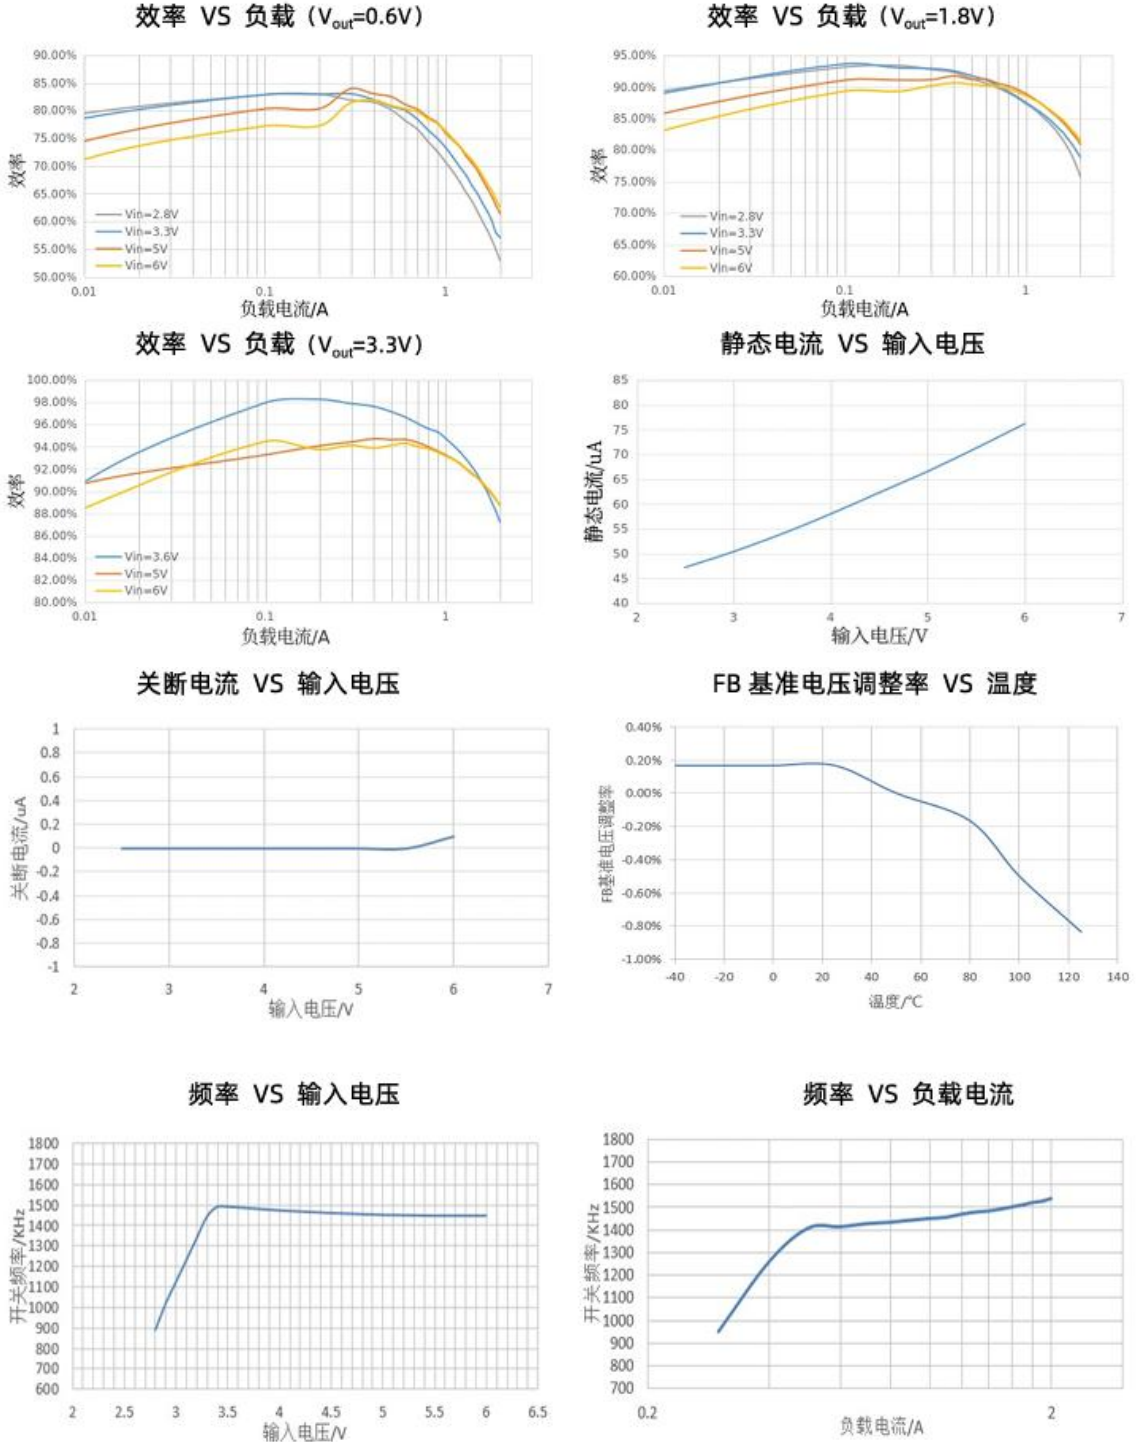 效率 VS 负载（Vout=0.6V）
90.00%
85.00%
80.00%
75.00%
70.00%
65.00%
60.00%
55.00%
50.00%
效率
Vin=2.8V
Vin=3.3V
Vin=5V
Vin=6V
0.01 0.1 1
负载电流/A
效率 VS 负载（Vout=1.8V）
95.00%
90.00%
85.00%
80.00%
75.00%
70.00%
65.00%
60.00%
效率
Vin=2.8V
Vin=3.3V
Vin=5V
Vin=6V
0.01 0.1 1
负载电流/A
效率 VS 负载（Vout=3.3V）
100.00%
98.00%
96.00%
94.00%
92.00%
90.00%
88.00%
86.00%
84.00%
82.00%
80.00%
效率
Vin=3.6V
Vin=5V
Vin=6V
0.01 0.1 1
负载电流/A
静态电流 VS 输入电压
85
80
75
70
65
60
55
50
45
40
静态电流/uA
2 3 4 5 6 7
输入电压/V
关断电流 VS 输入电压
1
0.8
0.6
0.4
0.2
0
-0.2
-0.4
-0.6
-0.8
-1
关断电流/uA
2 3 4 5 6 7
输入电压/V
FB 基准电压调整率 VS 温度
0.40%
0.20%
0.00%
-0.20%
-0.40%
-0.60%
-0.80%
-1.00%
FB基准电压调整率
-40 -20 0 20 40 60 80 100 120 140
温度/℃
频率 VS 输入电压
1800
1700
1600
1500
1400
1300
1200
1100
1000
900
800
700
600
开关频率/KHz
2 2.5 3 3.5 4 4.5 5 5.5 6 6.5
输入电压/V
频率 VS 负载电流
1800
1700
1600
1500
1400
1300
1200
1100
1000
900
800
700
开关频率/KHz
0.2 2
负载电流/A